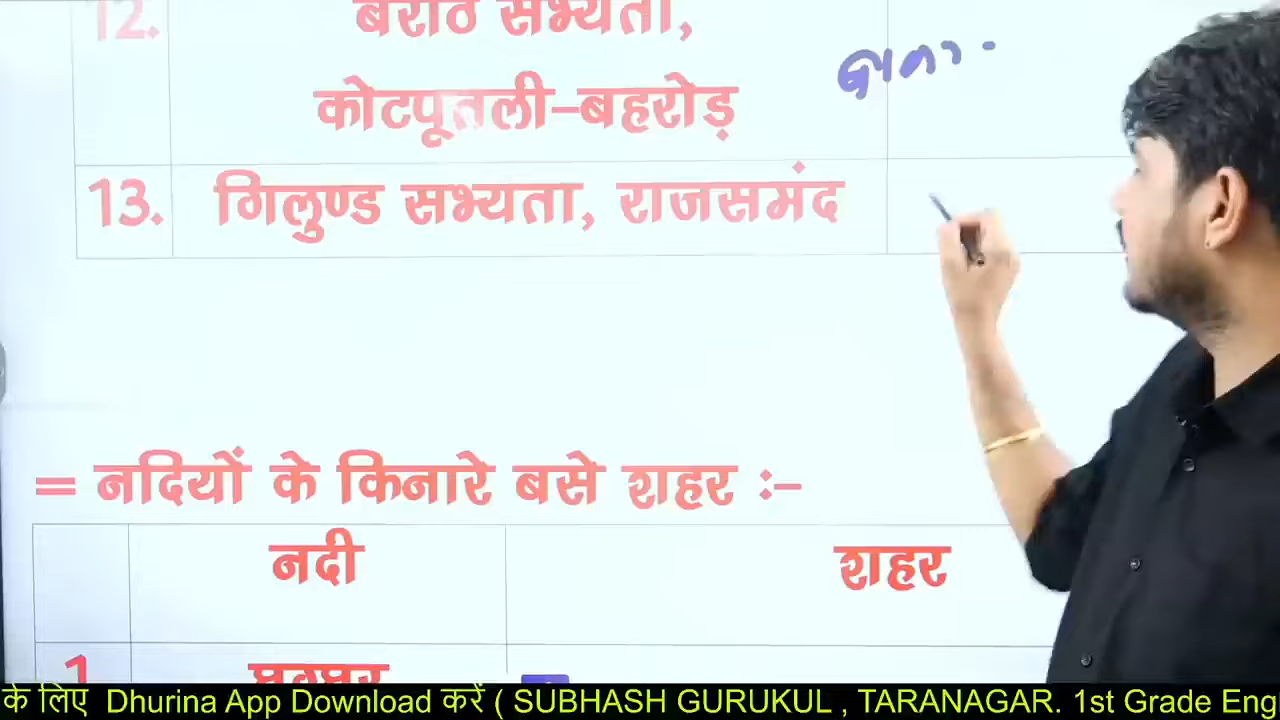 12.
बैराठ सभ्यता,
कोटपूतली-बहरोड़
13.
गिलुण्ड सभ्यता, राजसमंद
= नदियों के किनारे बसे शहर :-
नदी
शहर
1
के लिए Dhurina App Download करें ( SUBHASH GURUKUL , TARANAGAR. 1st Grade Eng